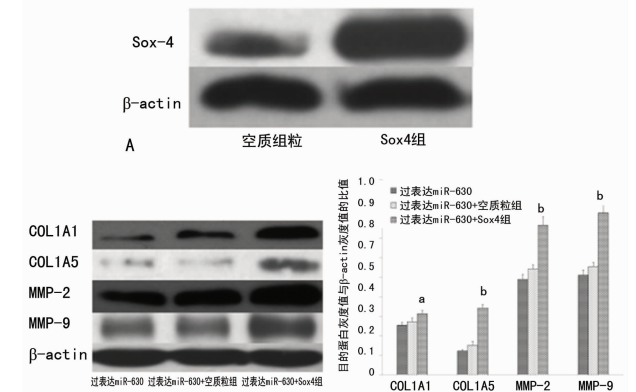 Sox-4
β-actin
A
空质组粒
Sox4组
COL1A1
COL1A5
MMP-2
MMP-9
β-actin
过表达miR-630 过表达miR-630+空质粒组 过表达miR-630+Sox4组
目的蛋白灰度值与β-actin灰度值的比值
1.0
0.9
0.8
0.7
0.6
0.5
0.4
0.3
0.2
0.1
0
过表达miR-630
过表达miR-630+空质粒组
过表达miR-630+Sox4组
a
b
b
b
COL1A1 COL1A5 MMP-2 MMP-9